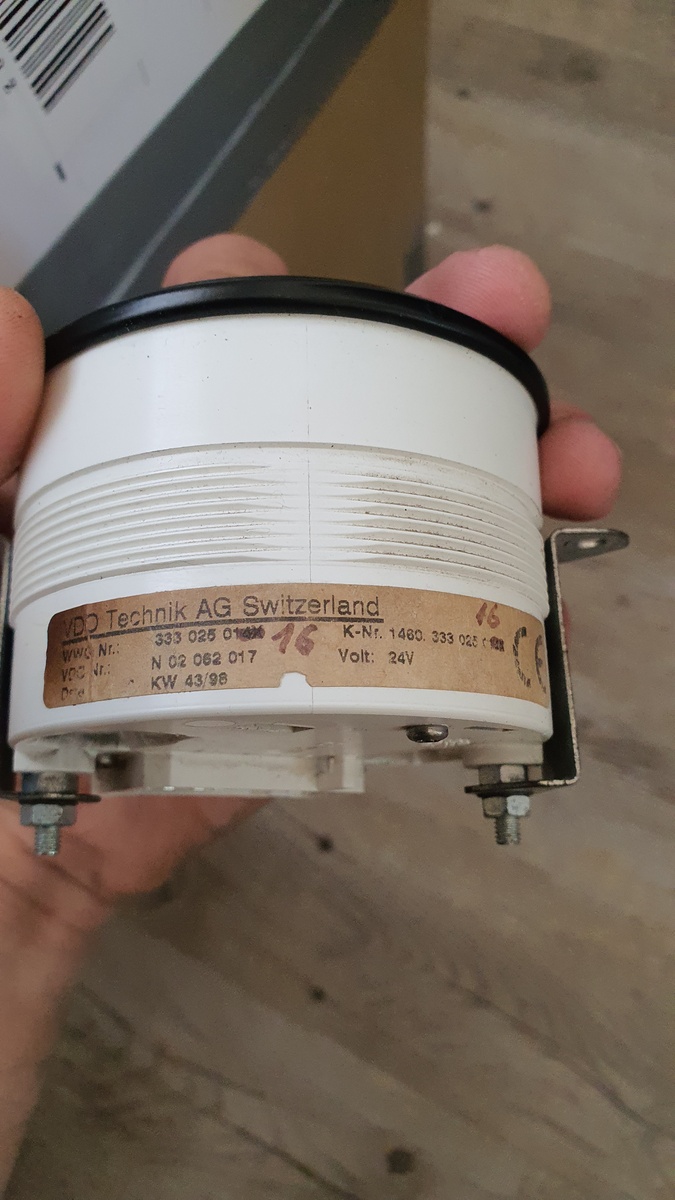 VDO Technik AG Switzerland
16
333 025 01 16
K-Nr. 1460. 333 025
Nr.:
N 02 062 017
Volt: 24V
KW 43/98
CE